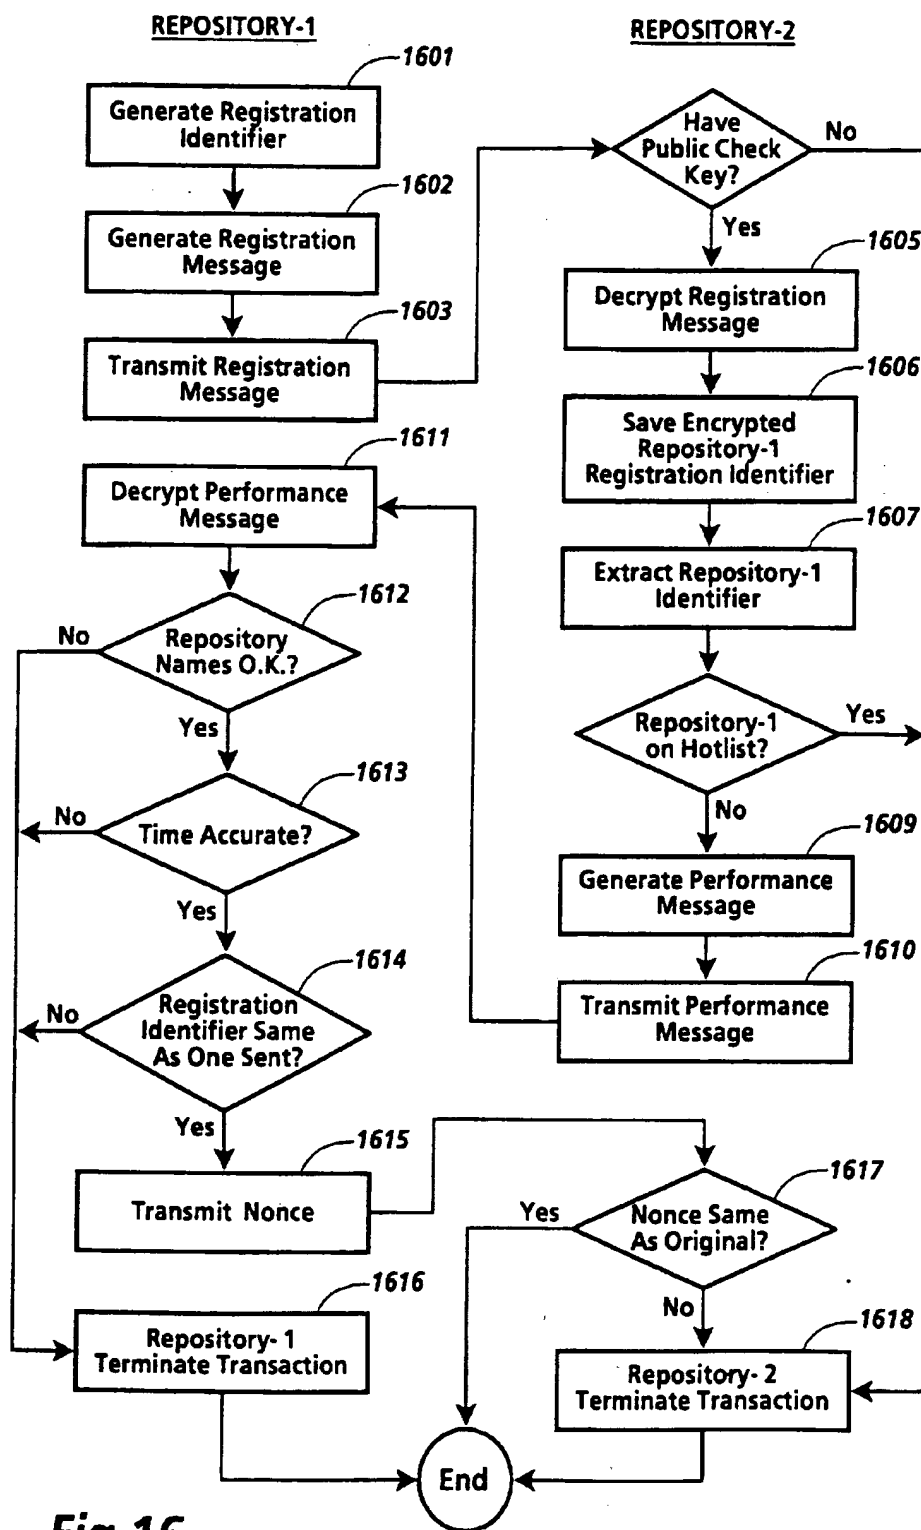 REPOSITORY-1
1601
Generate Registration
Identifier
1602
Generate Registration
Message
1603
Transmit Registration
Message
1611
Decrypt Performance
Message
1612
Repository
Names O.K.?
No
Yes
1613
Time Accurate?
No
Yes
1614
Registration
Identifier Same
As One Sent?
No
Yes
1615
Transmit Nonce
1616
Repository- 1
Terminate Transaction
REPOSITORY-2
Have
Public Check
Key?
No
Yes
1605
Decrypt Registration
Message
1606
Save Encrypted
Repository-1
Registration Identifier
1607
Extract Repository-1
Identifier
Repository-1
on Hotlist?
Yes
No
1609
Generate Performance
Message
1610
Transmit Performance
Message
1617
Nonce Same
As Original?
Yes
No
1618
Repository- 2
Terminate Transaction
End